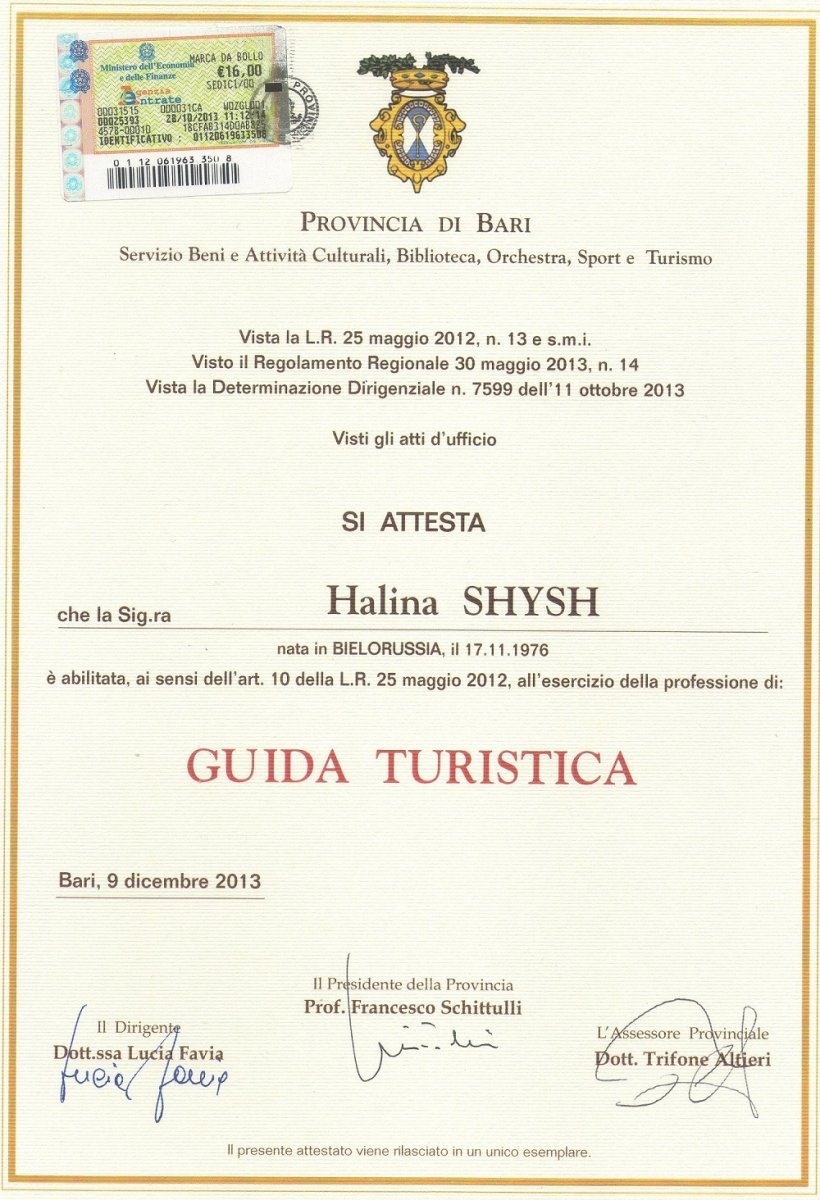 Ministero dell'Economia
e delle Finanze
MARCA DA BOLLO
€16,00
SEDICI/00
Agenzia
Entrate
00031515 000031CA W0ZGL001
00025393 28/10/2013 11:12:14
4578-00010
IDENTIFICATIVO : 01120619633508
0 1 12 061963 350 8
PROVINCIA DI BARI
Servizio Beni e Attività Culturali, Biblioteca, Orchestra, Sport e Turismo
Vista la L.R. 25 maggio 2012, n. 13 e s.m.i.
Visto il Regolamento Regionale 30 maggio 2013, n. 14
Vista la Determinazione Dirigenziale n. 7599 dell'11 ottobre 2013
Visti gli atti d'ufficio
SI ATTESTA
che la Sig.ra Halina SHYSH
nata in BIELORUSSIA, il 17.11.1976
è abilitata, ai sensi dell'art. 10 della L.R. 25 maggio 2012, all'esercizio della professione di:
GUIDA TURISTICA
Bari, 9 dicembre 2013
Il Presidente della Provincia
Prof. Francesco Schittulli
Il Dirigente
Dott.ssa Lucia Favia
Lucia Favia
L'Assessore Provinciale
Dott. Trifone Altieri
Il presente attestato viene rilasciato in un unico esemplare.